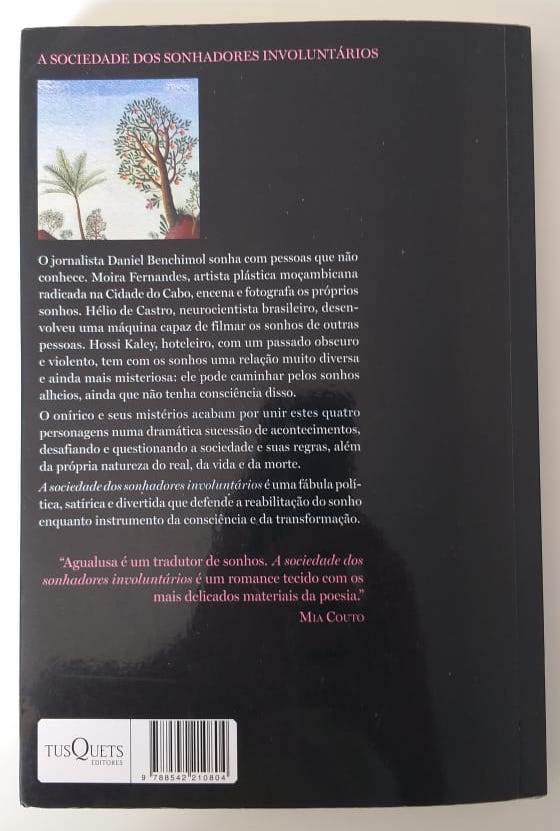 A SOCIEDADE DOS SONHADORES INVOLUNTÁRIOS
O jornalista Daniel Benchimol sonha com pessoas que não
conhece. Moira Fernandes, artista plástica moçambicana
radicada na Cidade do Cabo, encena e fotografa os próprios
sonhos. Hélio de Castro, neurocientista brasileiro, desen-
volveu uma máquina capaz de filmar os sonhos de outras
pessoas. Hossi Kaley, hoteleiro, com um passado obscuro
e violento, tem com os sonhos uma relação muito diversa
e ainda mais misteriosa: ele pode caminhar pelos sonhos
alheios, ainda que não tenha consciência disso.
O onírico e seus mistérios acabam por unir estes quatro
personagens numa dramática sucessão de acontecimentos,
desafiando e questionando a sociedade e suas regras, além
da própria natureza do real, da vida e da morte.
A sociedade dos sonhadores involuntários é uma fábula polí-
tica, satírica e divertida que defende a reabilitação do sonho
enquanto instrumento da consciência e da transformação.
“Agualusa é um tradutor de sonhos. A sociedade dos
sonhadores involuntários é um romance tecido com os
mais delicados materiais da poesia.”
MIA COUTO
TUSQUETS
EDITORES
9 788542 210804